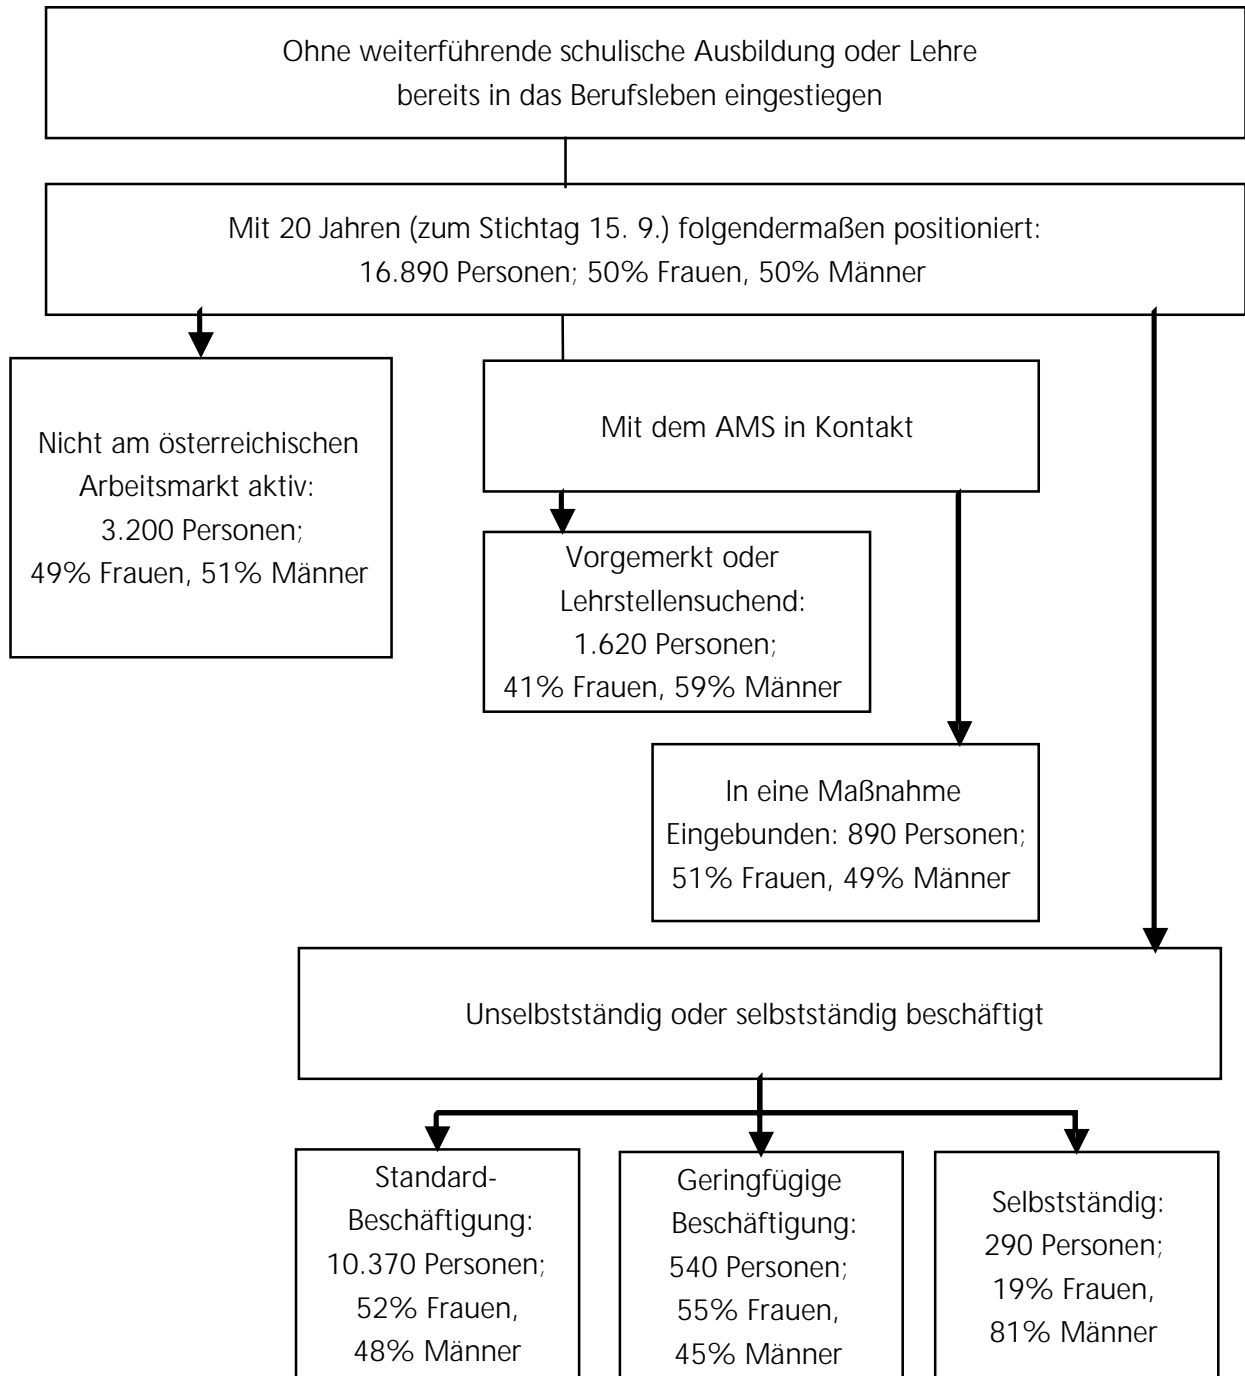 Ohne weiterführende schulische Ausbildung oder Lehre
bereits in das Berufsleben eingestiegen
Mit 20 Jahren (zum Stichtag 15. 9.) folgendermaßen positioniert:
16.890 Personen; 50% Frauen, 50% Männer
Nicht am österreichischen
Arbeitsmarkt aktiv:
3.200 Personen;
49% Frauen, 51% Männer
Mit dem AMS in Kontakt
Vorgemerkt oder
Lehrstellensuchend:
1.620 Personen;
41% Frauen, 59% Männer
In eine Maßnahme
Eingebunden: 890 Personen;
51% Frauen, 49% Männer
Unselbstständig oder selbstständig beschäftigt
Standard-
Beschäftigung:
10.370 Personen;
52% Frauen,
48% Männer
Geringfügige
Beschäftigung:
540 Personen;
55% Frauen,
45% Männer
Selbstständig:
290 Personen;
19% Frauen,
81% Männer